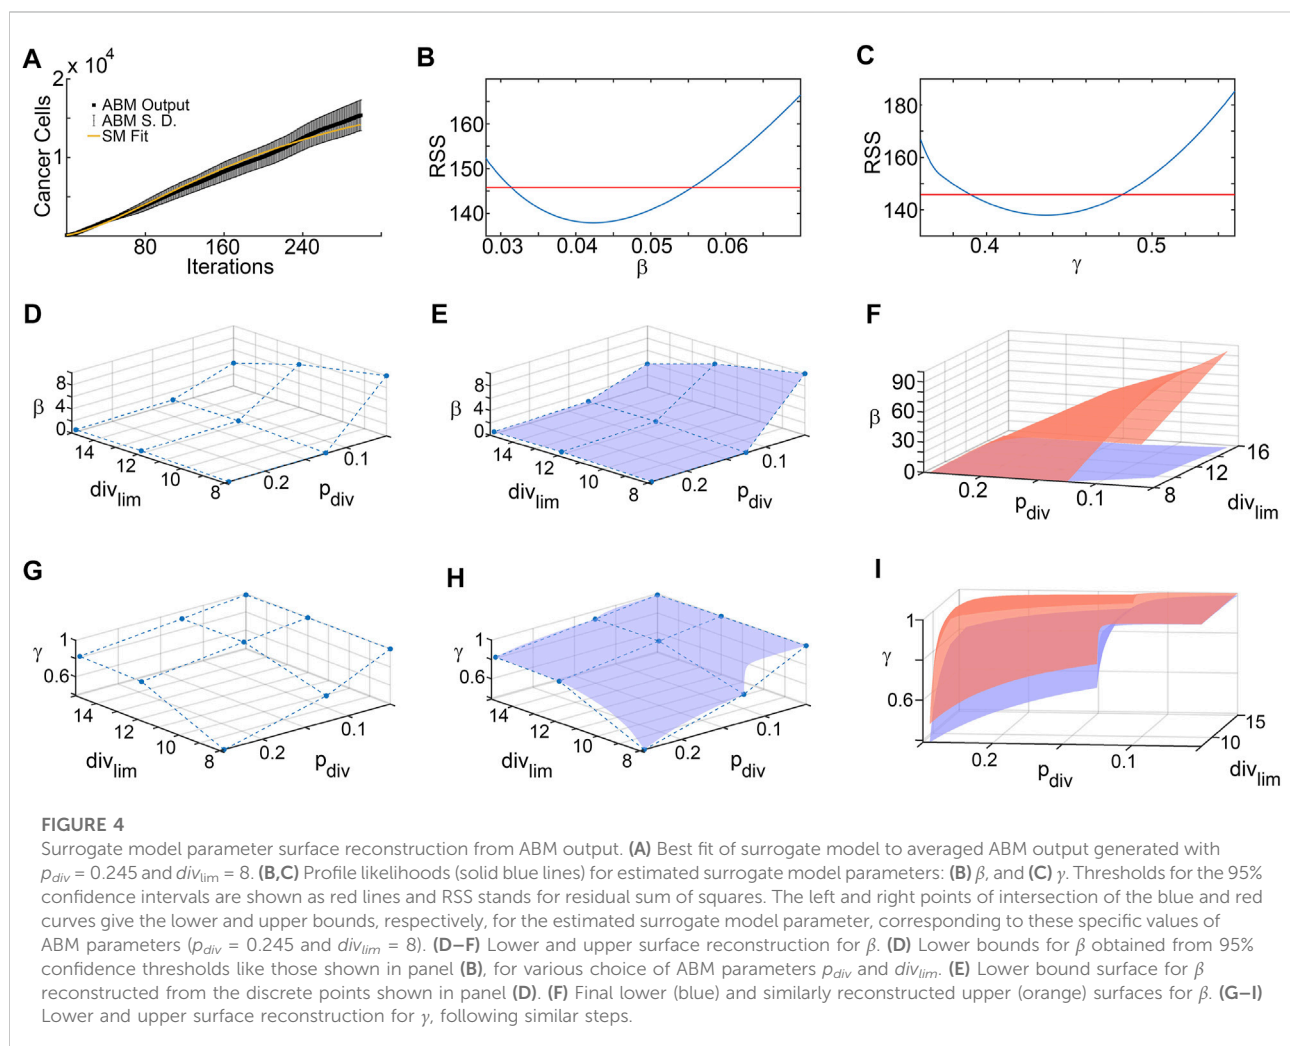 A
2 x 10⁴
1
Cancer Cells
ABM Output
ABM S. D.
SM Fit
80 160 240
Iterations
B
160
150
140
RSS
0.03 0.04 0.05 0.06
β
C
180
160
140
RSS
0.4 0.5
γ
D
8
4
0
β
14 12 10 8
div_lim
0.2 0.1
p_div
E
8
4
0
β
14 12 10 8
div_lim
0.2 0.1
p_div
F
90
60
30
0
β
0.2 0.1
p_div
8 12 16
div_lim
G
1
0.6
γ
14 12 10 8
div_lim
0.2 0.1
p_div
H
1
0.6
γ
14 12 10 8
div_lim
0.2 0.1
p_div
I
1
0.6
γ
0.2 0.1
p_div
10 15
div_lim
FIGURE 4
Surrogate model parameter surface reconstruction from ABM output. (A) Best fit of surrogate model to averaged ABM output generated with
p_div = 0.245 and div_lim = 8. (B,C) Profile likelihoods (solid blue lines) for estimated surrogate model parameters: (B) β, and (C) γ. Thresholds for the 95%
confidence intervals are shown as red lines and RSS stands for residual sum of squares. The left and right points of intersection of the blue and red
curves give the lower and upper bounds, respectively, for the estimated surrogate model parameter, corresponding to these specific values of
ABM parameters (p_div = 0.245 and div_lim = 8). (D–F) Lower and upper surface reconstruction for β. (D) Lower bounds for β obtained from 95%
confidence thresholds like those shown in panel (B), for various choice of ABM parameters p_div and div_lim. (E) Lower bound surface for β
reconstructed from the discrete points shown in panel (D). (F) Final lower (blue) and similarly reconstructed upper (orange) surfaces for β. (G–I)
Lower and upper surface reconstruction for γ, following similar steps.